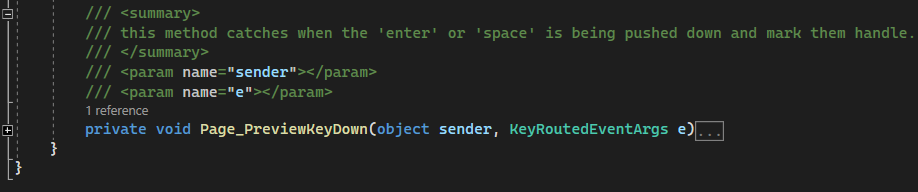 /// <summary>
/// this method catches when the 'enter' or 'space' is being pushed down and mark them handle.
/// </summary>
/// <param name="sender"></param>
/// <param name="e"></param>
1 reference
private void Page_PreviewKeyDown(object sender, KeyRoutedEventArgs e)...
}
}